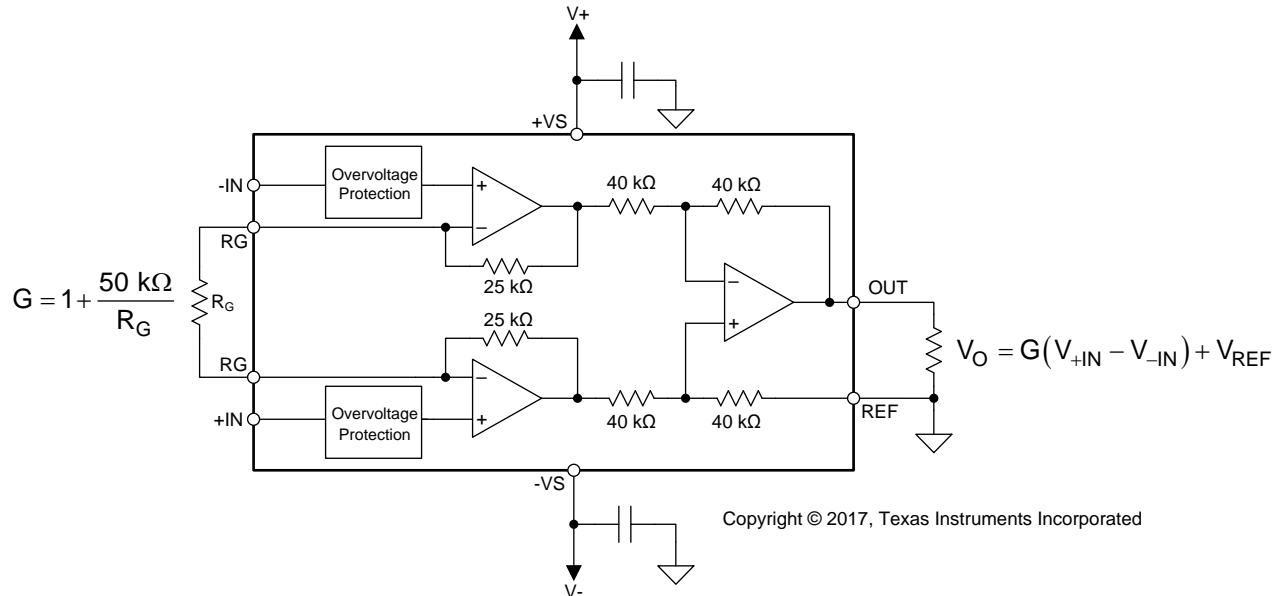 V+
+VS
-IN
Overvoltage
Protection
+
−
RG
25 kΩ
40 kΩ
40 kΩ
G = 1 + 50 kΩ / R_G
R_G
−
+
OUT
V_O = G(V_+IN − V_−IN) + V_REF
25 kΩ
RG
−
+
+IN
Overvoltage
Protection
40 kΩ
40 kΩ
REF
-VS
Copyright © 2017, Texas Instruments Incorporated
V-